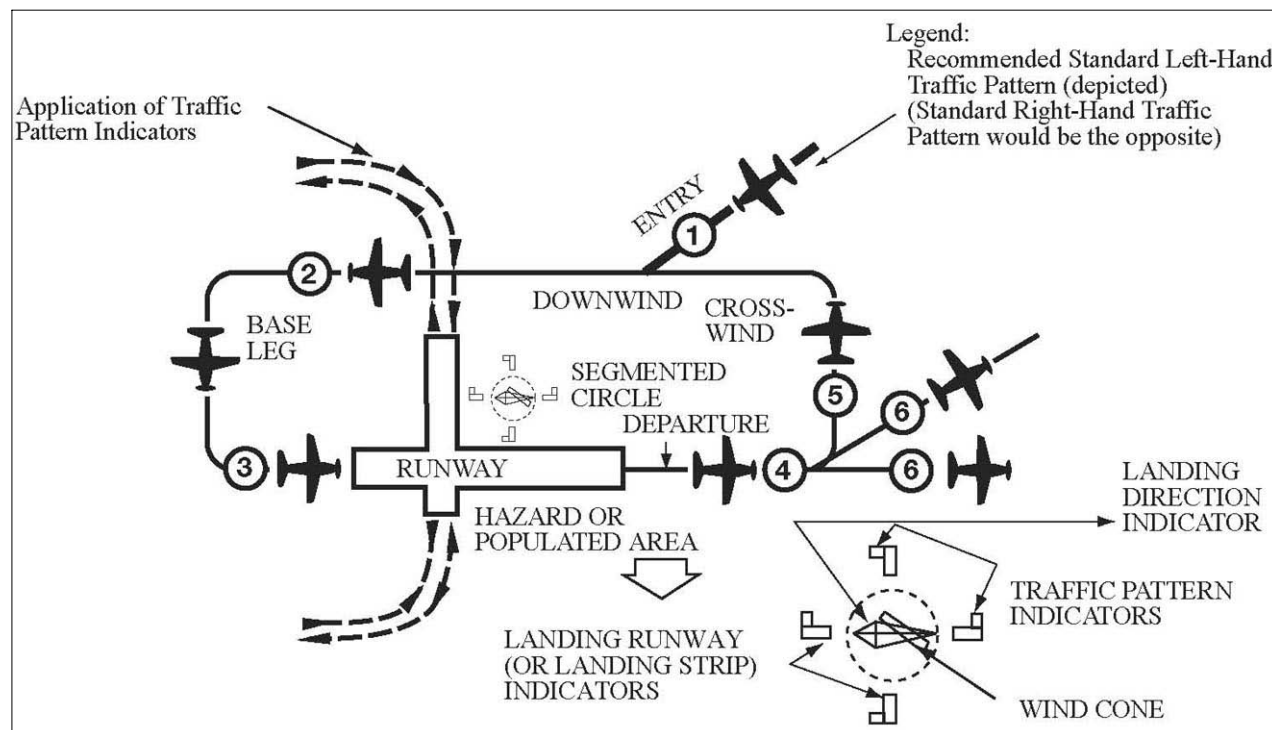 Legend:
Recommended Standard Left-Hand
Traffic Pattern (depicted)
(Standard Right-Hand Traffic
Pattern would be the opposite)
Application of Traffic
Pattern Indicators
ENTRY
1
2
DOWNWIND
CROSS-
WIND
BASE
LEG
SEGMENTED
CIRCLE
5
6
DEPARTURE
3
RUNWAY
4
6
LANDING
DIRECTION
INDICATOR
HAZARD OR
POPULATED AREA
TRAFFIC PATTERN
INDICATORS
LANDING RUNWAY
(OR LANDING STRIP)
INDICATORS
WIND CONE